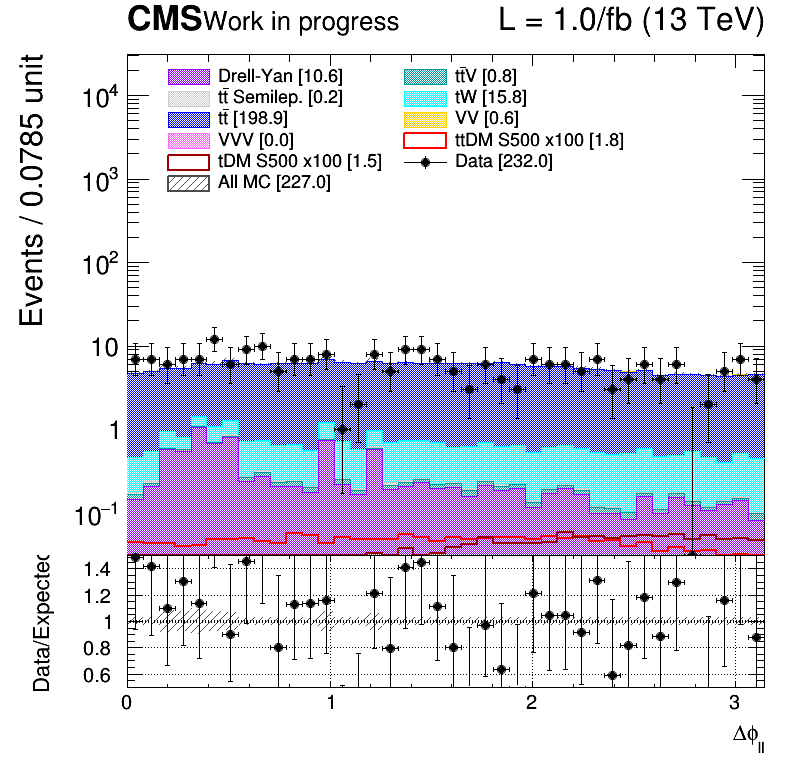 CMS Work in progress L = 1.0/fb (13 TeV)
Events / 0.0785 unit
Drell-Yan [10.6] tt̄V [0.8]
tt̄ Semilep. [0.2] tW [15.8]
tt̄ [198.9] VV [0.6]
VVV [0.0] ttDM S500 x100 [1.8]
tDM S500 x100 [1.5] Data [232.0]
All MC [227.0]
10⁴
10³
10²
10
1
10⁻¹
Data/Expected
1.4
1.2
1
0.8
0.6
0 1 2 3
Δϕ_ll